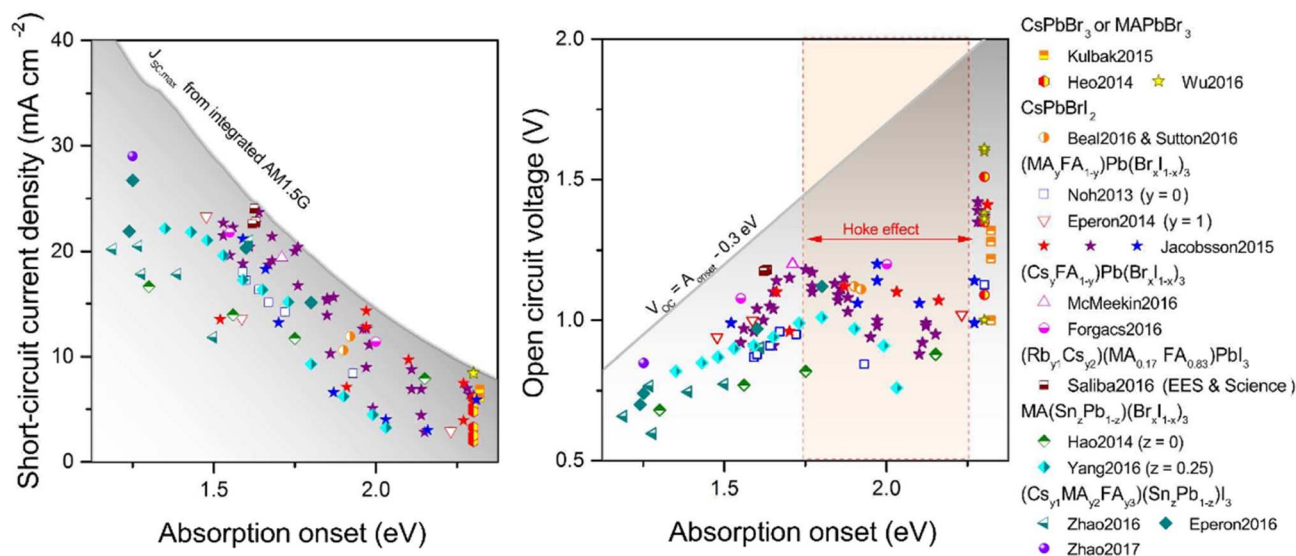 Short-circuit current density (mA cm⁻²)
40
30
20
10
0
J_SC,max from integrated AM1.5G
1.5
2.0
Absorption onset (eV)
Open circuit voltage (V)
2.0
1.5
1.0
0.5
V_OC = A_onset - 0.3 eV
Hoke effect
1.5
2.0
Absorption onset (eV)
CsPbBr₃ or MAPbBr₃
Kulbak2015
Heo2014 Wu2016
CsPbBrI₂
Beal2016 & Sutton2016
(MA_yFA_1-y)Pb(Br_xI_1-x)₃
Noh2013 (y = 0)
Eperon2014 (y = 1)
Jacobsson2015
(Cs_yFA_1-y)Pb(Br_xI_1-x)₃
McMeekin2016
Forgacs2016
(Rb_y1Cs_y2)(MA_0.17 FA_0.83)PbI₃
Saliba2016 (EES & Science)
MA(Sn_zPb_1-z)(Br_xI_1-x)₃
Hao2014 (z = 0)
Yang2016 (z = 0.25)
(Cs_y1MA_y2FA_y3)(Sn_zPb_1-z)I₃
Zhao2016 Eperon2016
Zhao2017